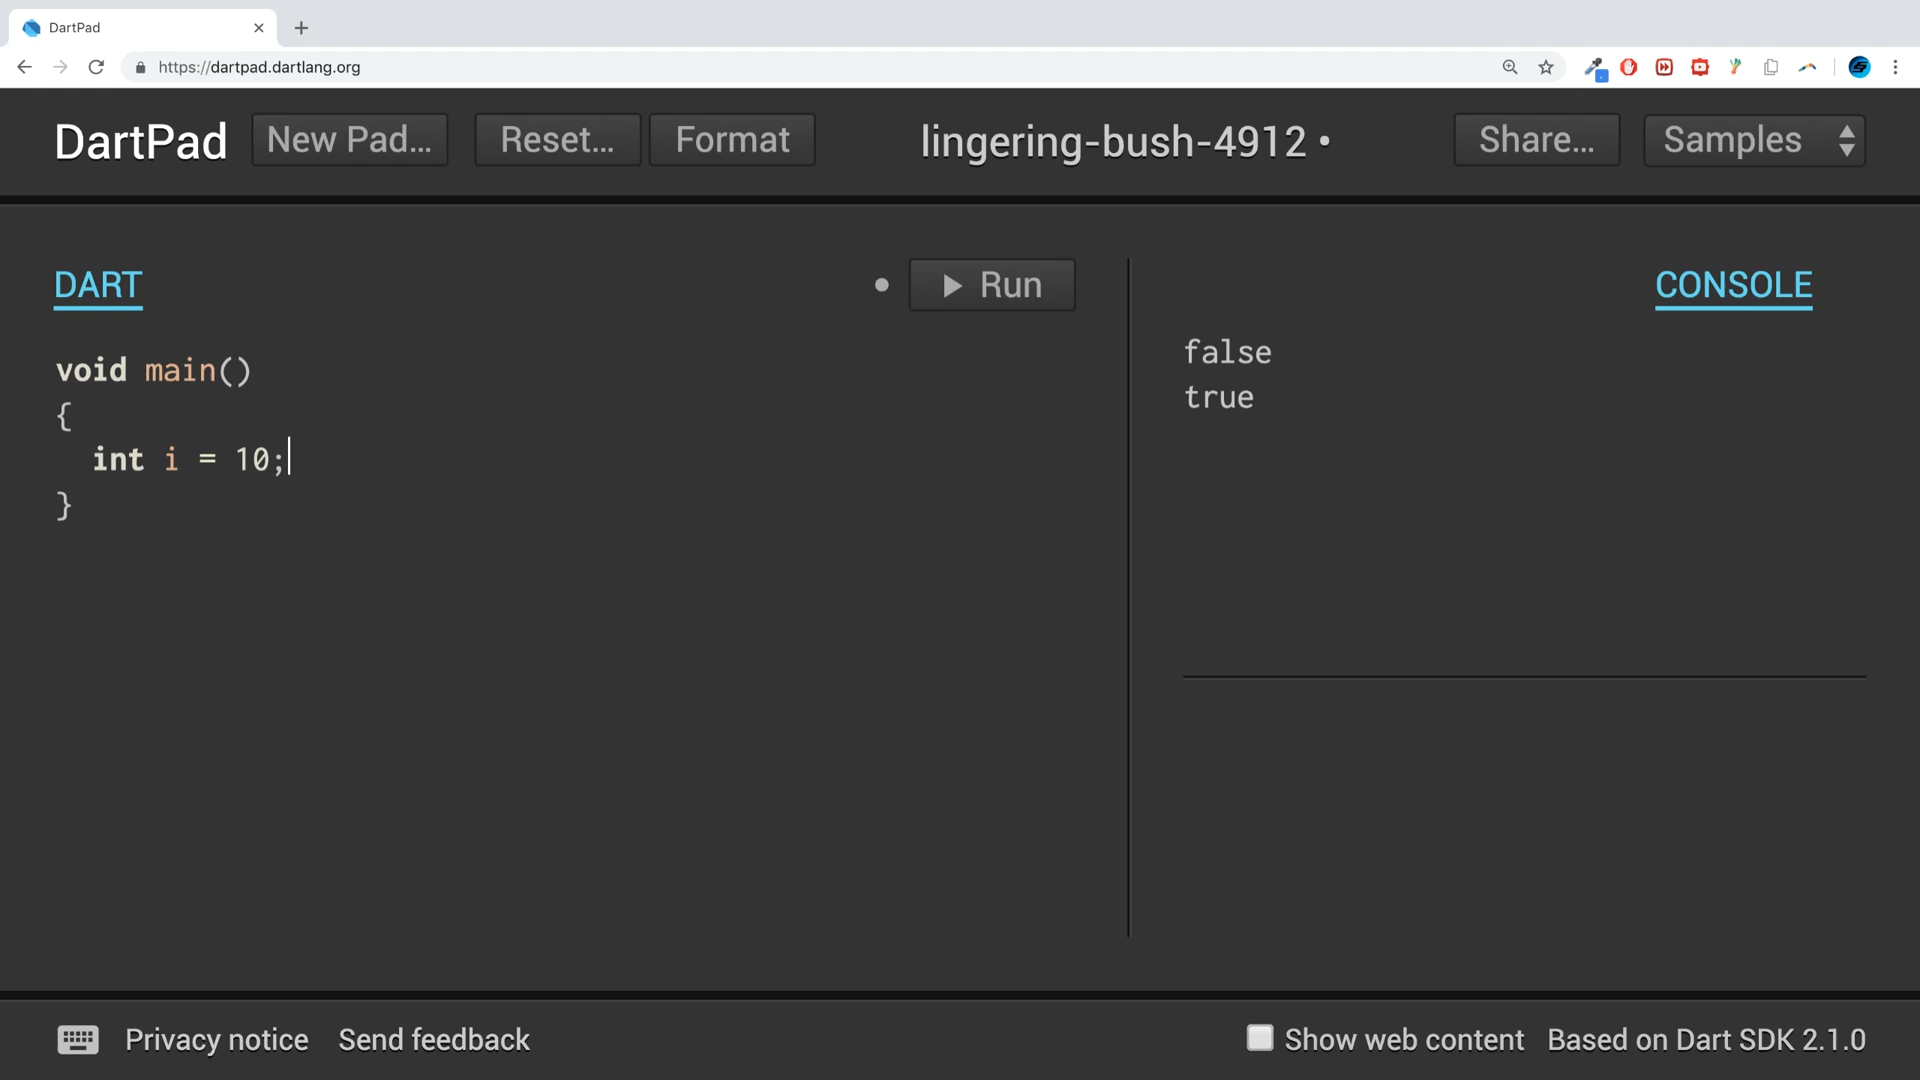 DartPad
https://dartpad.dartlang.org
DartPad
New Pad...
Reset...
Format
lingering-bush-4912 •
Share...
Samples
DART
Run
CONSOLE
void main()
{
int i = 10;
}
false
true
Privacy notice
Send feedback
Show web content
Based on Dart SDK 2.1.0